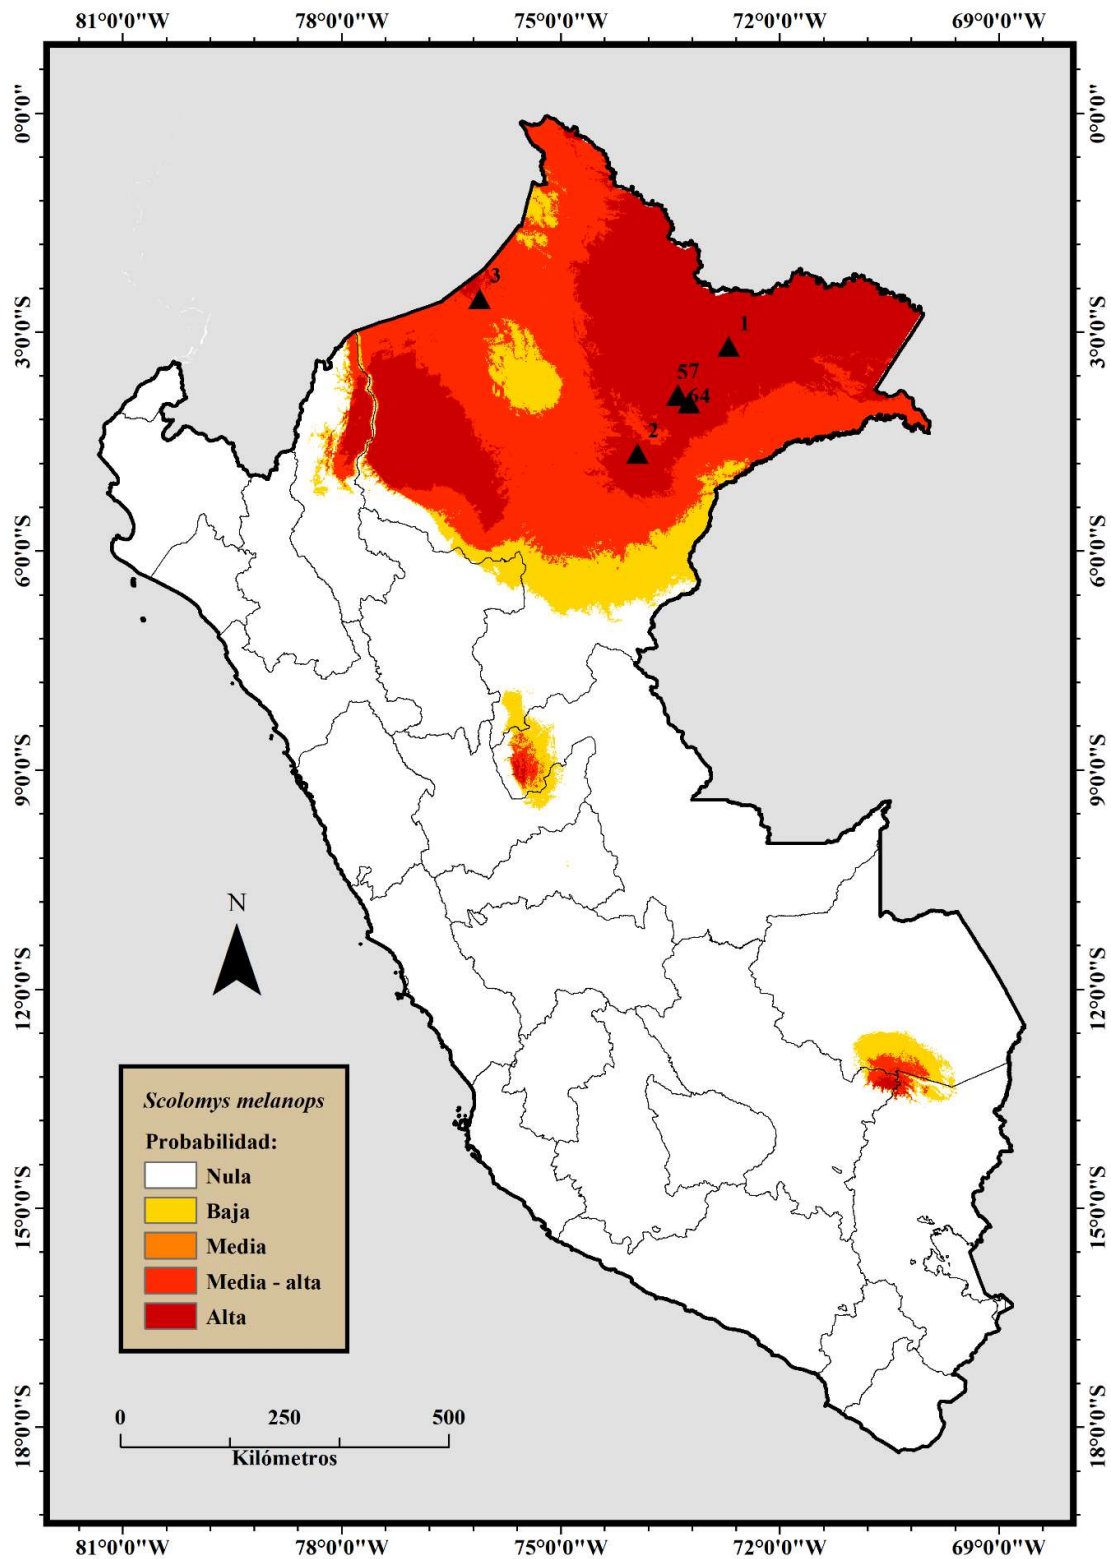 81°0'0"W 78°0'0"W 75°0'0"W 72°0'0"W 69°0'0"W
0°0'0" 0°0'0"
3
3°0'0"S 1 3°0'0"S
57
64
2
6°0'0"S 6°0'0"S
9°0'0"S 9°0'0"S
N
12°0'0"S 12°0'0"S
Scolomys melanops
Probabilidad:
Nula
15°0'0"S Baja 15°0'0"S
Media
Media - alta
Alta
0 250 500
18°0'0"S 18°0'0"S
Kilómetros
81°0'0"W 78°0'0"W 75°0'0"W 72°0'0"W 69°0'0"W